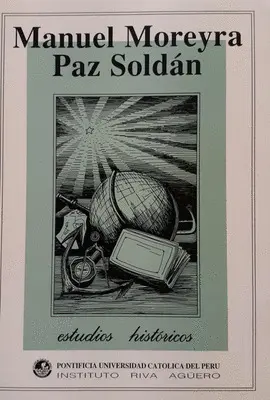 Manuel Moreyra
Paz Soldán
estudios históricos
PONTIFICIA UNIVERSIDAD CATOLICA DEL PERU
INSTITUTO RIVA AGÜERO